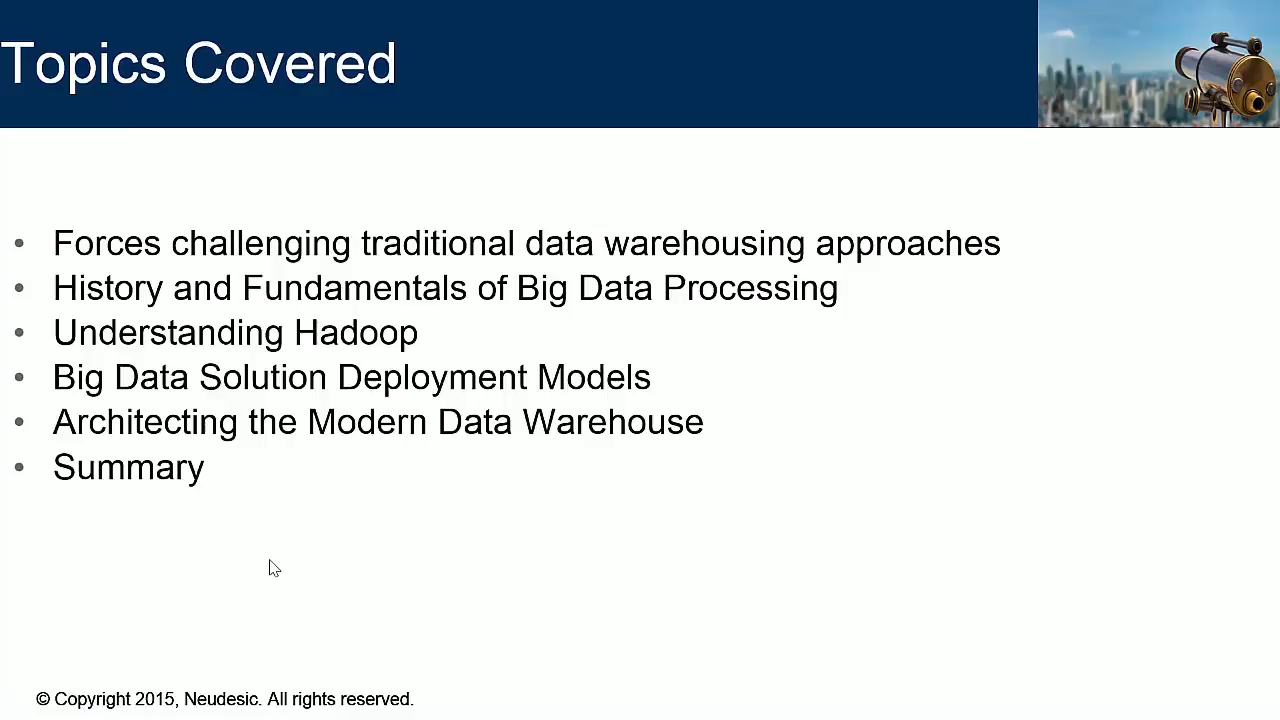 Topics Covered
• Forces challenging traditional data warehousing approaches
• History and Fundamentals of Big Data Processing
• Understanding Hadoop
• Big Data Solution Deployment Models
• Architecting the Modern Data Warehouse
• Summary
© Copyright 2015, Neudesic. All rights reserved.